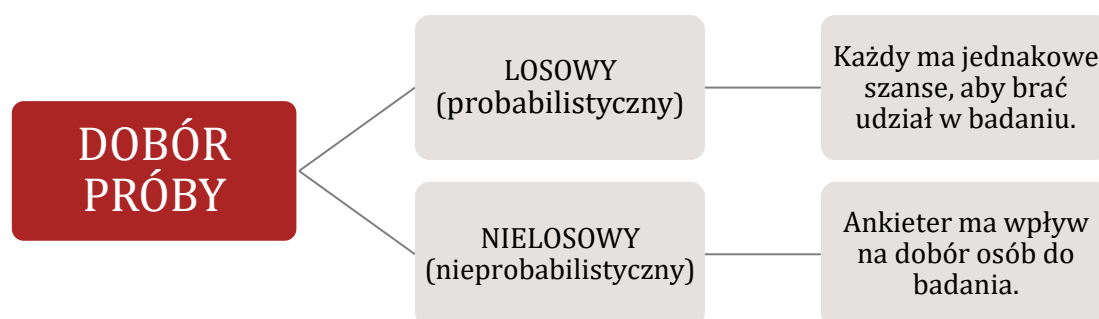 DOBÓR
PRÓBY
LOSOWY
(probabilistyczny)
Każdy ma jednakowe
szanse, aby brać
udział w badaniu.
NIELOSOWY
(nieprobabilistyczny)
Ankieter ma wpływ
na dobór osób do
badania.